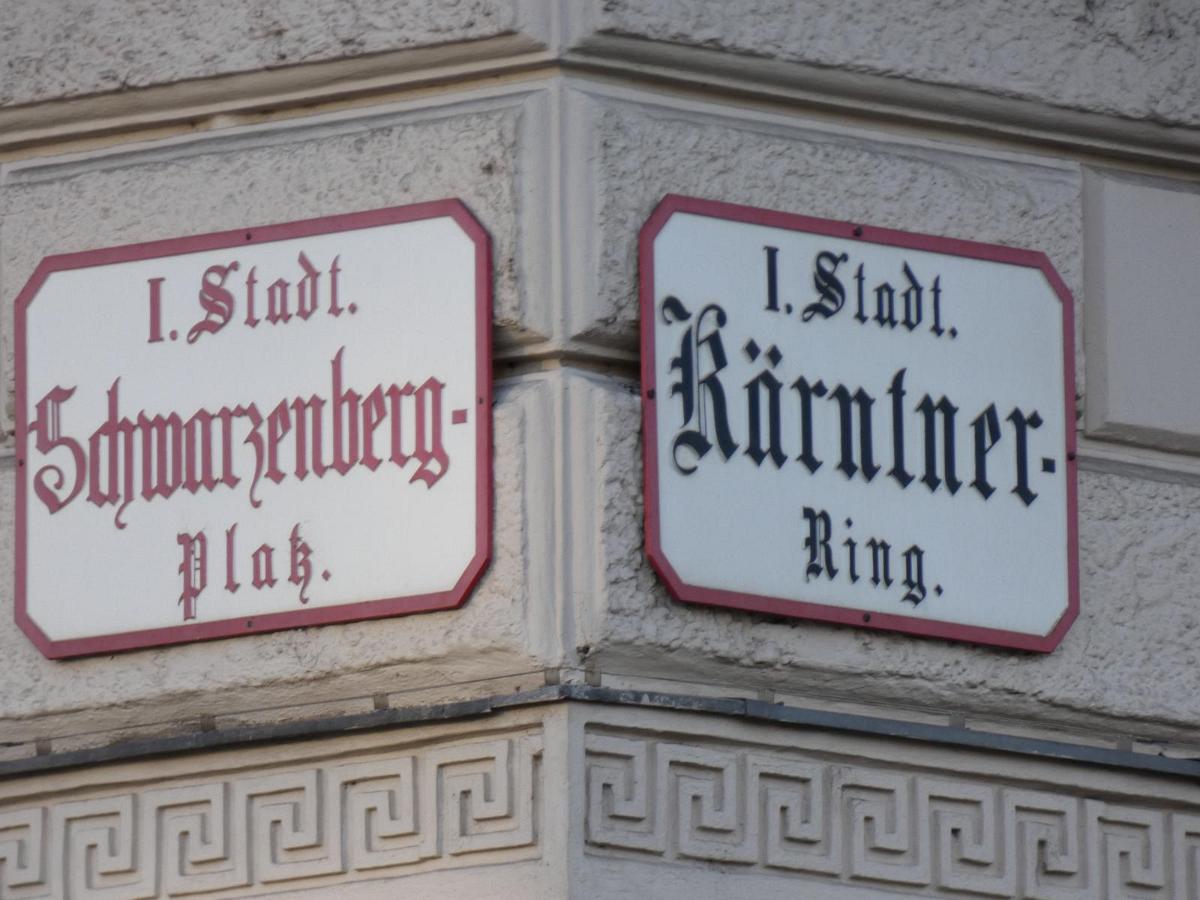 I. Stadt.
Schwarzenberg-
Platz.
I. Stadt.
Kärntner-
Ring.